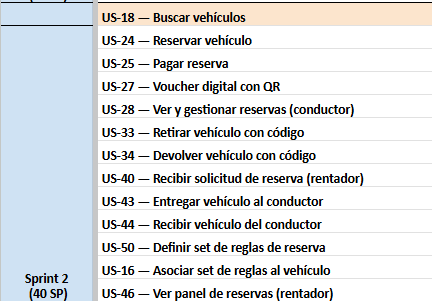 US-18 — Buscar vehículos
US-24 — Reservar vehículo
US-25 — Pagar reserva
US-27 — Voucher digital con QR
US-28 — Ver y gestionar reservas (conductor)
US-33 — Retirar vehículo con código
US-34 — Devolver vehículo con código
US-40 — Recibir solicitud de reserva (rentador)
US-43 — Entregar vehículo al conductor
US-44 — Recibir vehículo del conductor
US-50 — Definir set de reglas de reserva
Sprint 2
(40 SP)
US-16 — Asociar set de reglas al vehículo
US-46 — Ver panel de reservas (rentador)